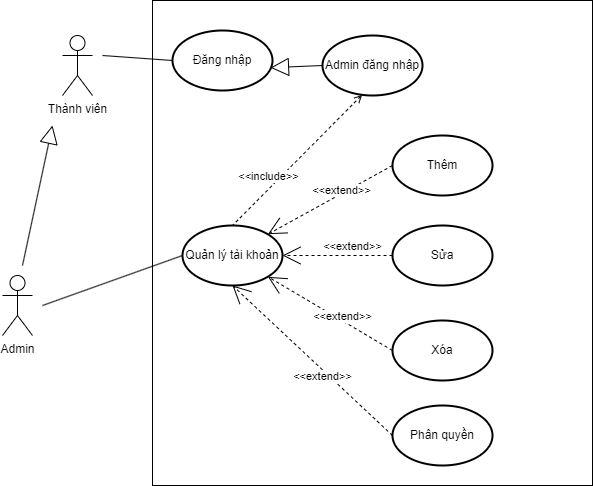 Đăng nhập
Admin đăng nhập
Thành viên
<<include>>
Thêm
<<extend>>
Quản lý tài khoản
<<extend>>
Sửa
Admin
<<extend>>
Xóa
<<extend>>
Phân quyền